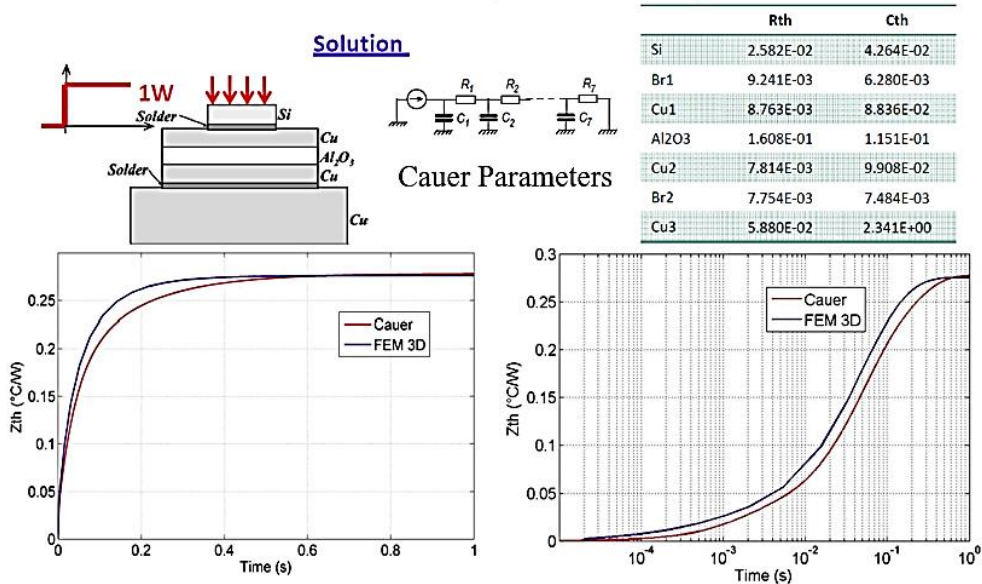 Solution
1W
Solder
Si
Cu
Al₂O₃
Solder
Cu
Cu
R₁ R₂ R₇
C₁ C₂ C₇
Cauer Parameters
Rth Cth
Si 2.582E-02 4.264E-02
Br1 9.241E-03 6.280E-03
Cu1 8.763E-03 8.836E-02
Al2O3 1.608E-01 1.151E-01
Cu2 7.814E-03 9.908E-02
Br2 7.754E-03 7.484E-03
Cu3 5.880E-02 2.341E+00
Zth (°C/W)
0.25
0.2
0.15
0.1
0.05
0
0 0.2 0.4 0.6 0.8 1
Time (s)
Cauer
FEM 3D
Zth (°C/W)
0.3
0.25
0.2
0.15
0.1
0.05
0
10⁻⁴ 10⁻³ 10⁻² 10⁻¹ 10⁰
Time (s)
Cauer
FEM 3D